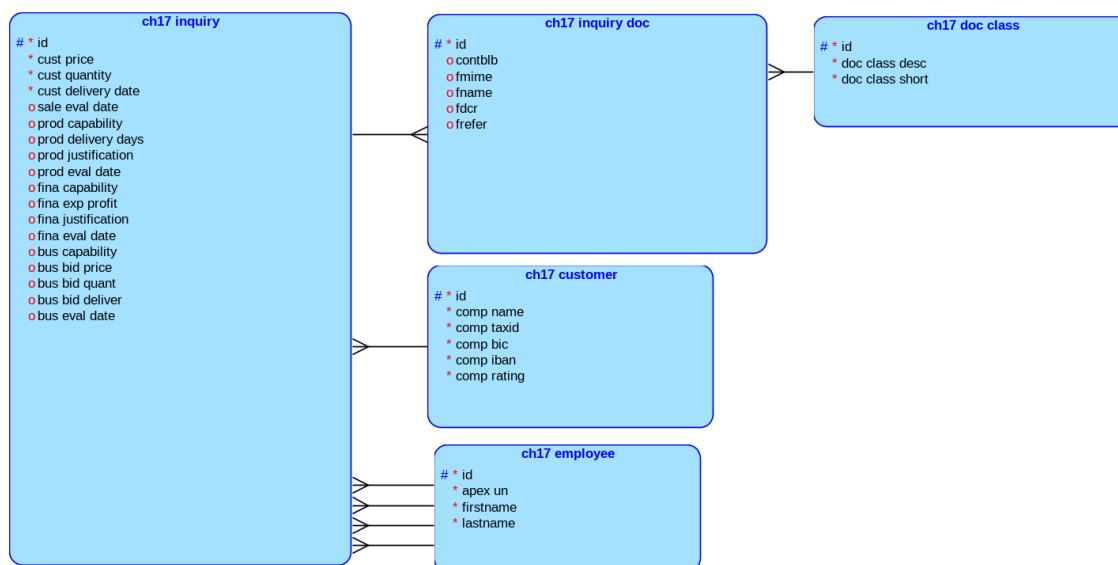 ch17 inquiry
# * id
* cust price
* cust quantity
* cust delivery date
o sale eval date
o prod capability
o prod delivery days
o prod justification
o prod eval date
o fina capability
o fina exp profit
o fina justification
o fina eval date
o bus capability
o bus bid price
o bus bid quant
o bus bid deliver
o bus eval date
ch17 inquiry doc
# * id
o contblb
o fmime
o fname
o fdcr
o frefer
ch17 doc class
# * id
* doc class desc
* doc class short
ch17 customer
# * id
* comp name
* comp taxid
* comp bic
* comp iban
* comp rating
ch17 employee
# * id
* apex un
* firstname
* lastname